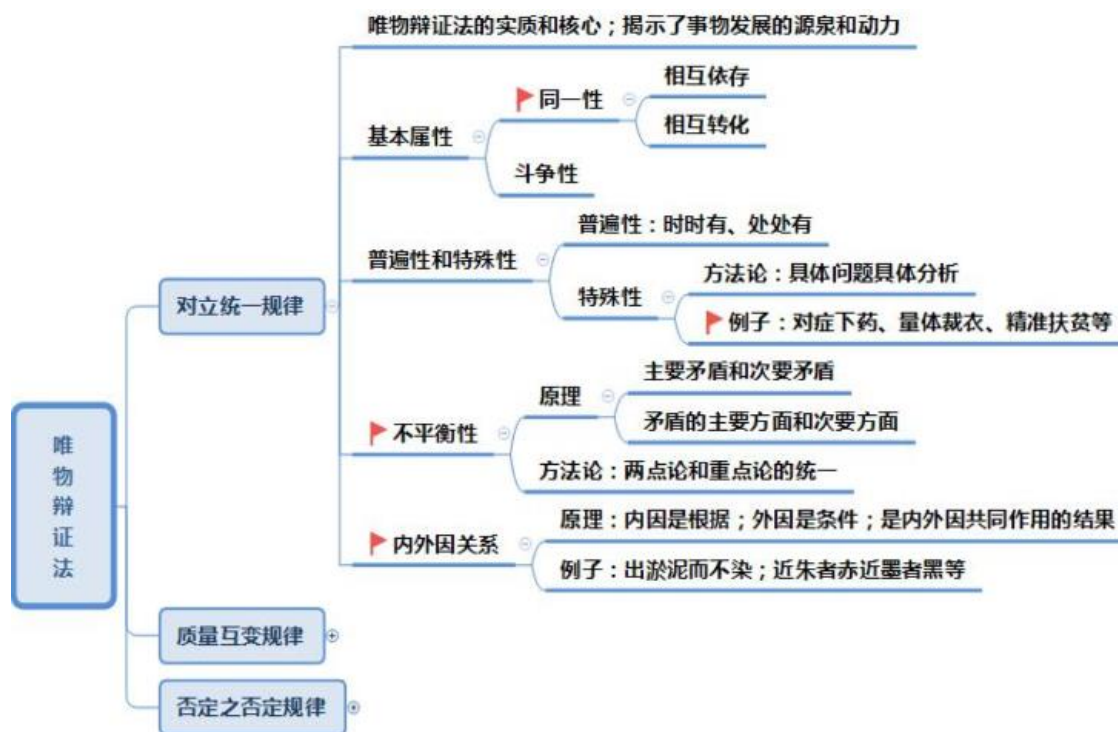 唯物辩证法
对立统一规律
唯物辩证法的实质和核心；揭示了事物发展的源泉和动力
基本属性
同一性
相互依存
相互转化
斗争性
普遍性和特殊性
普遍性：时时有、处处有
特殊性
方法论：具体问题具体分析
例子：对症下药、量体裁衣、精准扶贫等
不平衡性
原理
主要矛盾和次要矛盾
矛盾的主要方面和次要方面
方法论：两点论和重点论的统一
内外因关系
原理：内因是根据；外因是条件；是内外因共同作用的结果
例子：出淤泥而不染；近朱者赤近墨者黑等
质量互变规律
否定之否定规律